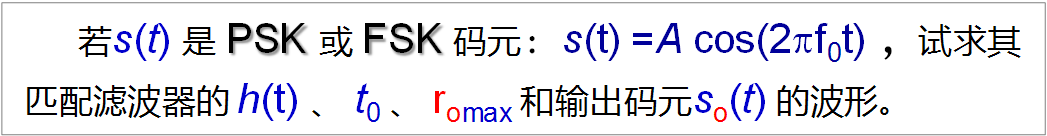 若s(t) 是 PSK 或 FSK 码元：s(t) =A cos(2πf₀t) ，试求其
匹配滤波器的 h(t) 、 t₀、 rₒmax 和输出码元sₒ(t) 的波形。